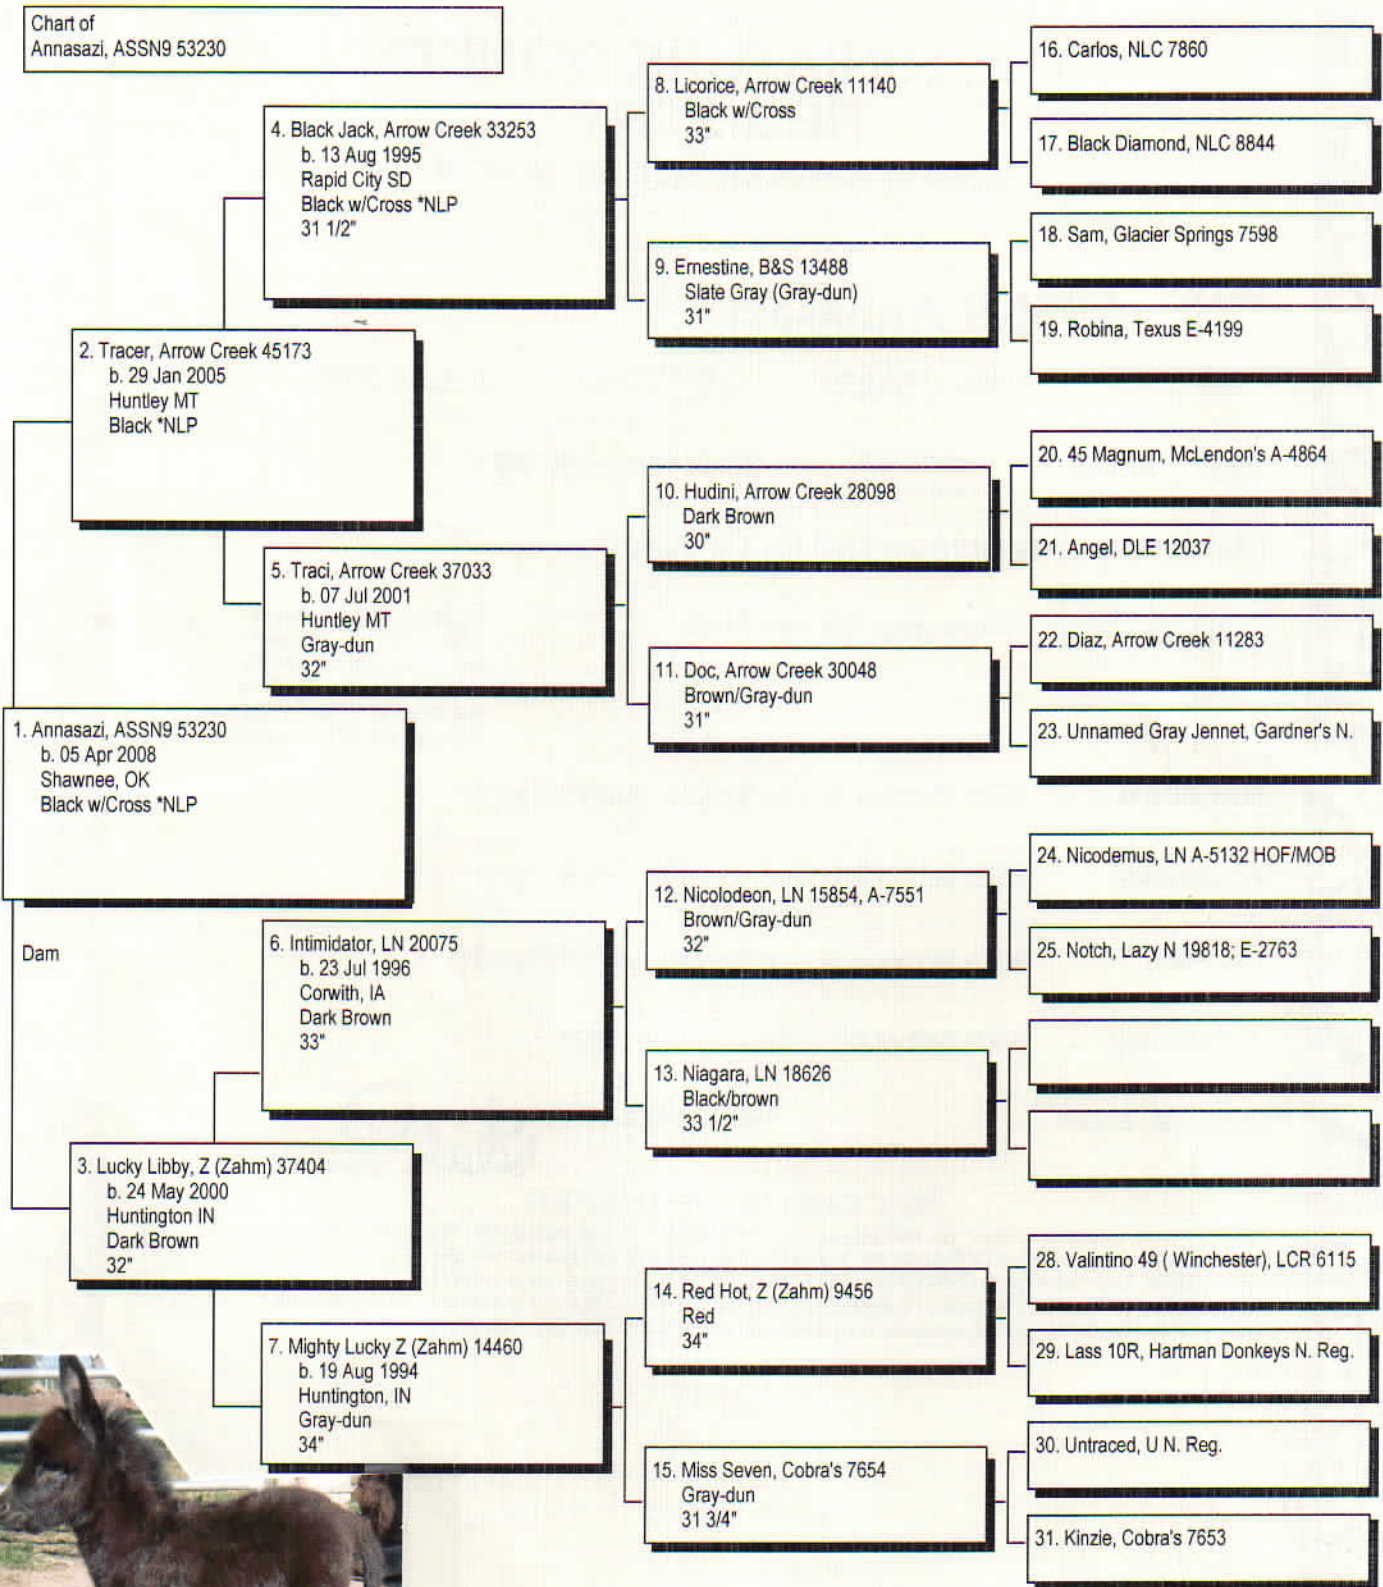 Chart of
Annasazi, ASSN9 53230
16. Carlos, NLC 7860
8. Licorice, Arrow Creek 11140
Black w/Cross
33"
17. Black Diamond, NLC 8844
4. Black Jack, Arrow Creek 33253
b. 13 Aug 1995
Rapid City SD
Black w/Cross *NLP
31 1/2"
18. Sam, Glacier Springs 7598
9. Ernestine, B&S 13488
Slate Gray (Gray-dun)
31"
19. Robina, Texus E-4199
2. Tracer, Arrow Creek 45173
b. 29 Jan 2005
Huntley MT
Black *NLP
20. 45 Magnum, McLendon's A-4864
10. Hudini, Arrow Creek 28098
Dark Brown
30"
21. Angel, DLE 12037
5. Traci, Arrow Creek 37033
b. 07 Jul 2001
Huntley MT
Gray-dun
32"
22. Diaz, Arrow Creek 11283
11. Doc, Arrow Creek 30048
Brown/Gray-dun
31"
23. Unnamed Gray Jennet, Gardner's N.
1. Annasazi, ASSN9 53230
b. 05 Apr 2008
Shawnee, OK
Black w/Cross *NLP
Dam
24. Nicodemus, LN A-5132 HOF/MOB
12. Nicolodeon, LN 15854, A-7551
Brown/Gray-dun
32"
25. Notch, Lazy N 19818; E-2763
6. Intimidator, LN 20075
b. 23 Jul 1996
Corwith, IA
Dark Brown
33"
13. Niagara, LN 18626
Black/brown
33 1/2"
3. Lucky Libby, Z (Zahm) 37404
b. 24 May 2000
Huntington IN
Dark Brown
32"
28. Valintino 49 ( Winchester), LCR 6115
14. Red Hot, Z (Zahm) 9456
Red
34"
29. Lass 10R, Hartman Donkeys N. Reg.
7. Mighty Lucky Z (Zahm) 14460
b. 19 Aug 1994
Huntington, IN
Gray-dun
34"
30. Untraced, U N. Reg.
15. Miss Seven, Cobra's 7654
Gray-dun
31 3/4"
31. Kinzie, Cobra's 7653